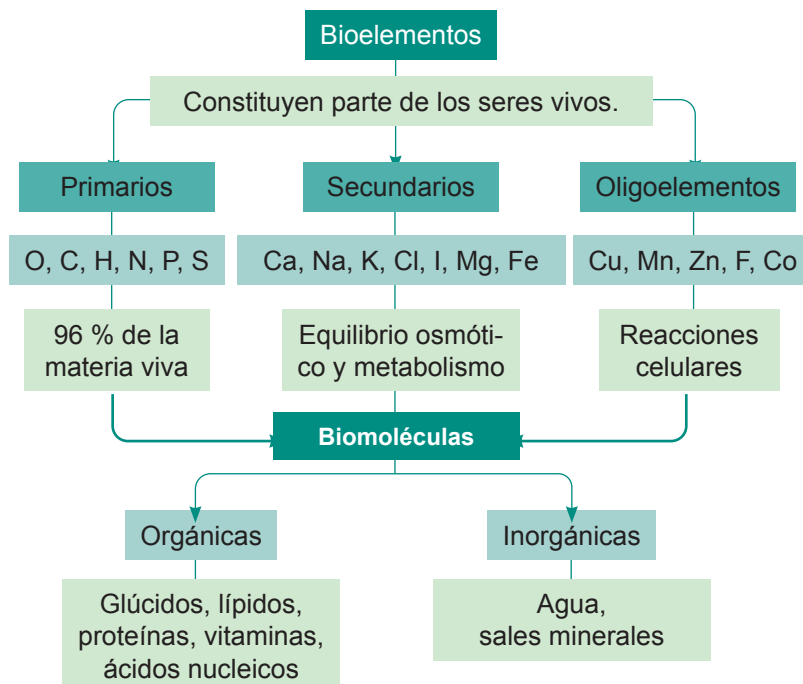 Bioelementos
Constituyen parte de los seres vivos.
Primarios
Secundarios
Oligoelementos
O, C, H, N, P, S
Ca, Na, K, Cl, I, Mg, Fe
Cu, Mn, Zn, F, Co
96 % de la
materia viva
Equilibrio osmóti-
co y metabolismo
Reacciones
celulares
Biomoléculas
Orgánicas
Inorgánicas
Glúcidos, lípidos,
proteínas, vitaminas,
ácidos nucleicos
Agua,
sales minerales